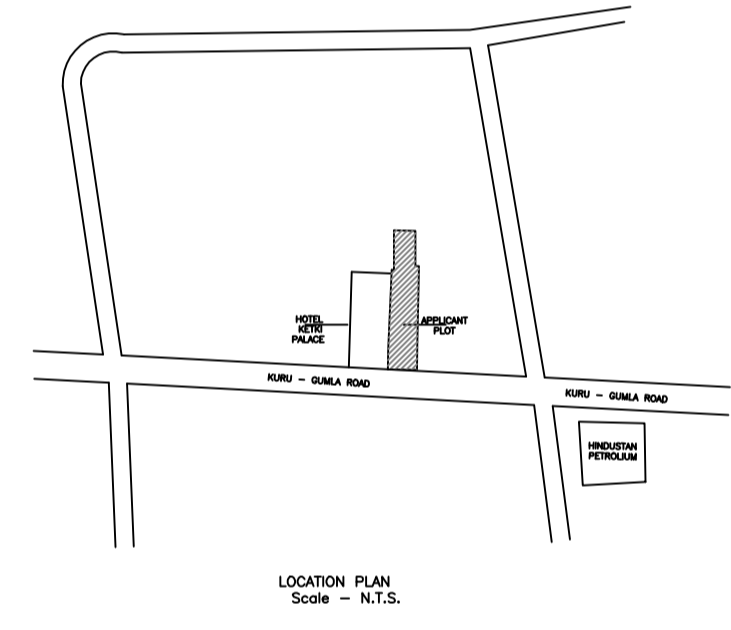 HOTEL
KETKI
PALACE
APPLICANT
PLOT
KURU - GUMLA ROAD
KURU - GUMLA ROAD
HINDUSTAN
PETROLIUM
LOCATION PLAN
Scale - N.T.S.